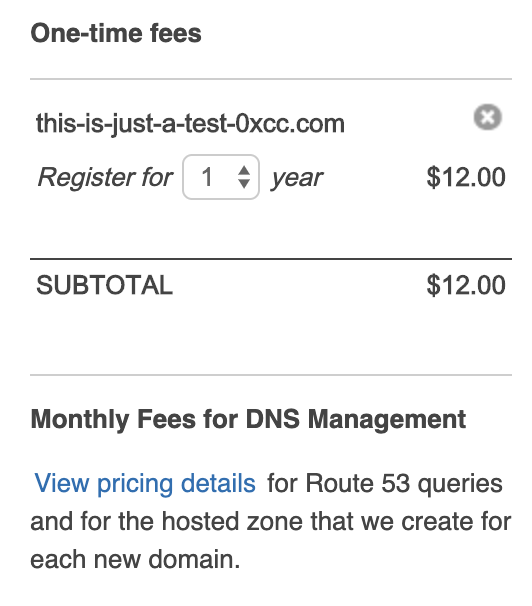 One-time fees
this-is-just-a-test-0xcc.com
Register for 1 year $12.00
SUBTOTAL $12.00
Monthly Fees for DNS Management
View pricing details for Route 53 queries
and for the hosted zone that we create for
each new domain.